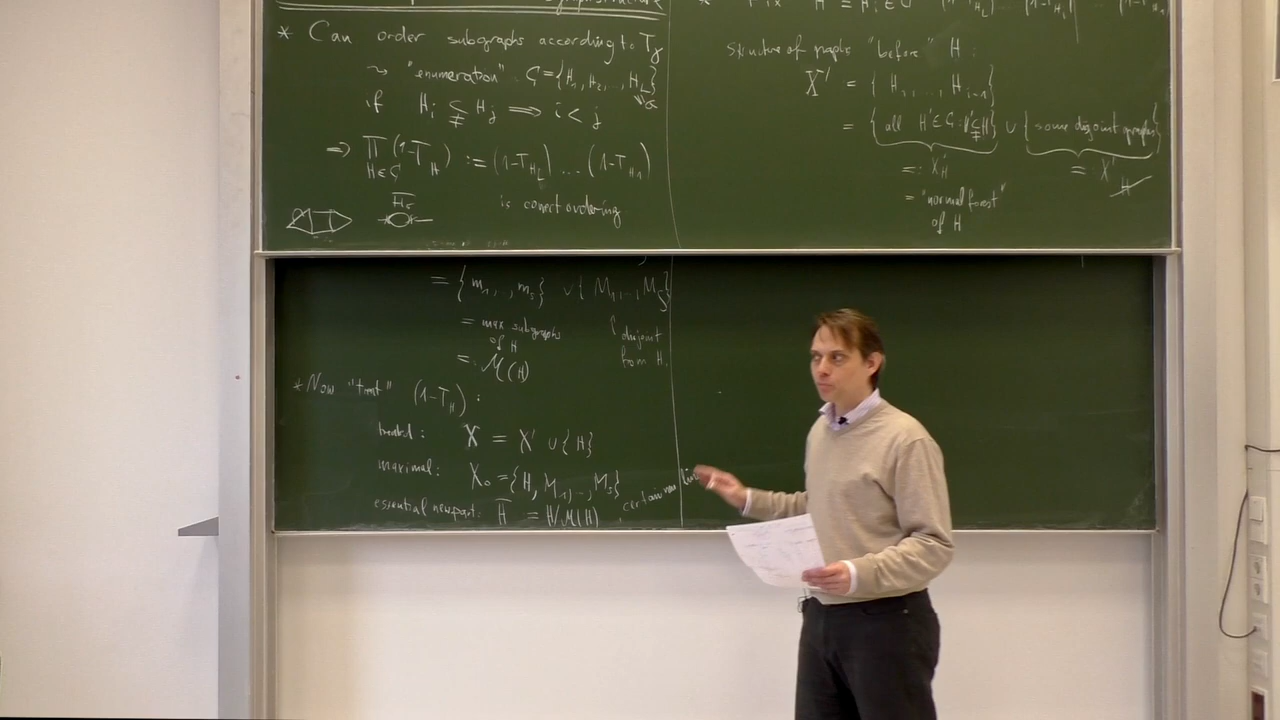 * Can order subgraphs according to T_γ
~> "enumeration" ς = {H_1, H_2, ..., H_L}
if H_i ⊊ H_j ⟹ i < j
⇒ ∏_{H∈ς} (1-T_H) := (1-T_{H_L}) ... (1-T_{H_1})
is correct ordering
structure of graphs "before" H :
X' = { H_1, ..., H_{i-1} }
= {all H'∈ς : H'⊊H} ∪ {some disjoint graphs}
=: X'_H
= "normal forest"
of H
= {m_1, ..., m_s} ∪ {M_1, ..., M_s}
= max subgraphs
of H
=: M(H)
disjoint
from H.
* Now "treat" (1-T_H) :
treated : X = X' ∪ {H}
maximal : X_0 = {H, M_1, ..., M_s}
essential new part : H̄ = H/M(H) , certain new